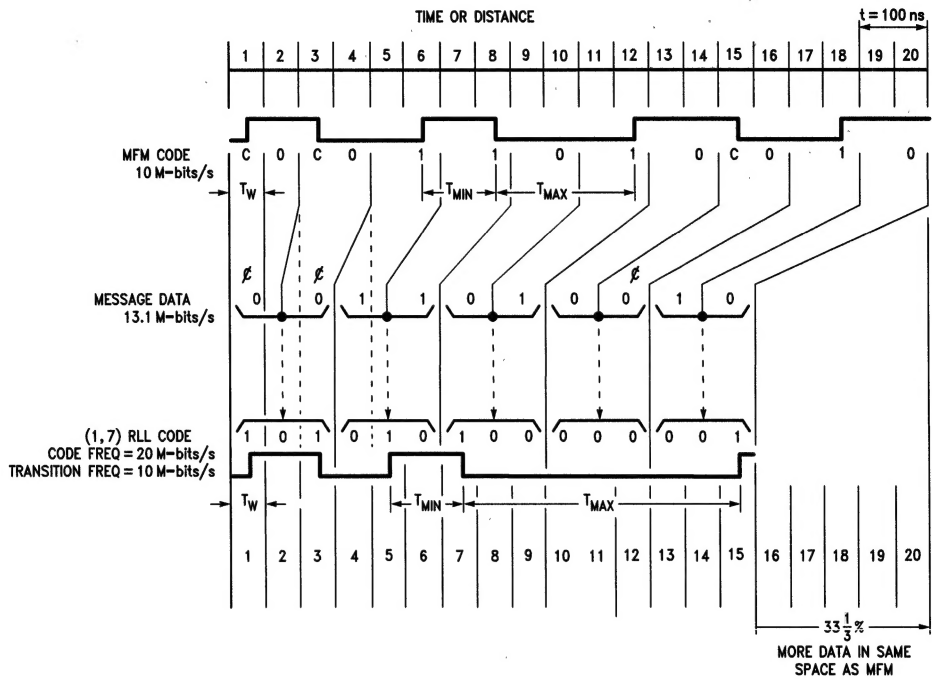 TIME OR DISTANCE
t = 100 ns
1 2 3 4 5 6 7 8 9 10 11 12 13 14 15 16 17 18 19 20
MFM CODE
10 M-bits/s
C 0 C 0 1 1 0 1 0 C 0 1 0
TW TMIN TMAX
₵ ₵ ₵
MESSAGE DATA
13.1 M-bits/s
0 0 1 1 0 1 0 0 1 0
(1,7) RLL CODE
CODE FREQ = 20 M-bits/s
TRANSITION FREQ = 10 M-bits/s
1 0 1 0 1 0 1 0 0 0 0 0 0 0 1
TW TMIN TMAX
1 2 3 4 5 6 7 8 9 10 11 12 13 14 15 16 17 18 19 20
33 1/3 %
MORE DATA IN SAME
SPACE AS MFM